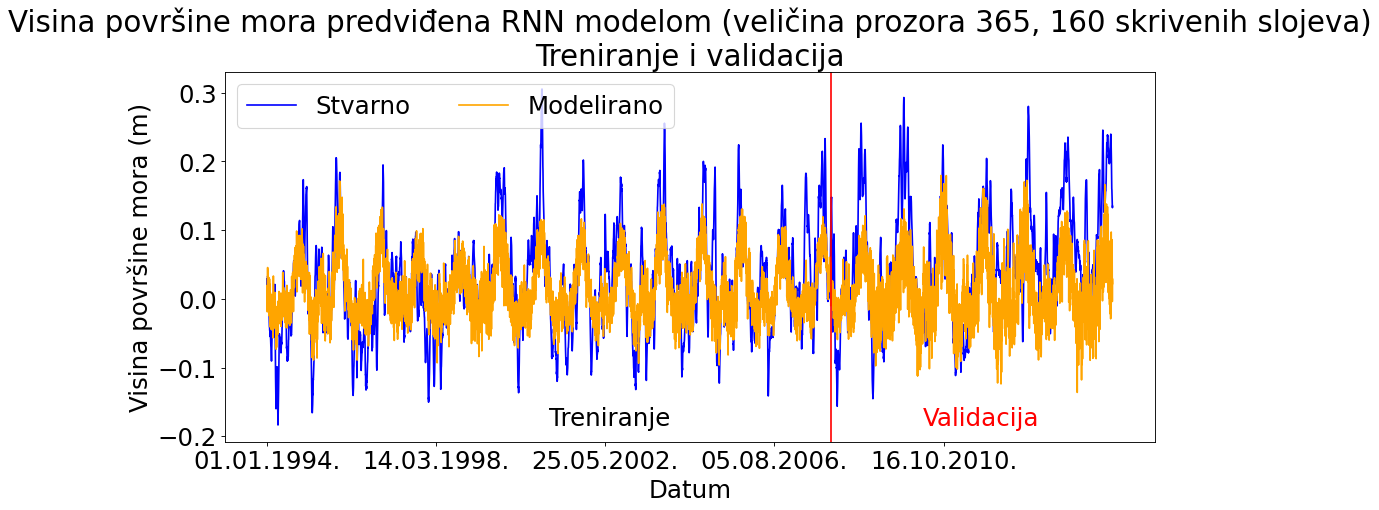 Visina površine mora predviđena RNN modelom (veličina prozora 365, 160 skrivenih slojeva)
Treniranje i validacija
Stvarno
Modelirano
Visina površine mora (m)
0.3
0.2
0.1
0.0
−0.1
−0.2
Treniranje
Validacija
01.01.1994.
14.03.1998.
25.05.2002.
05.08.2006.
16.10.2010.
Datum